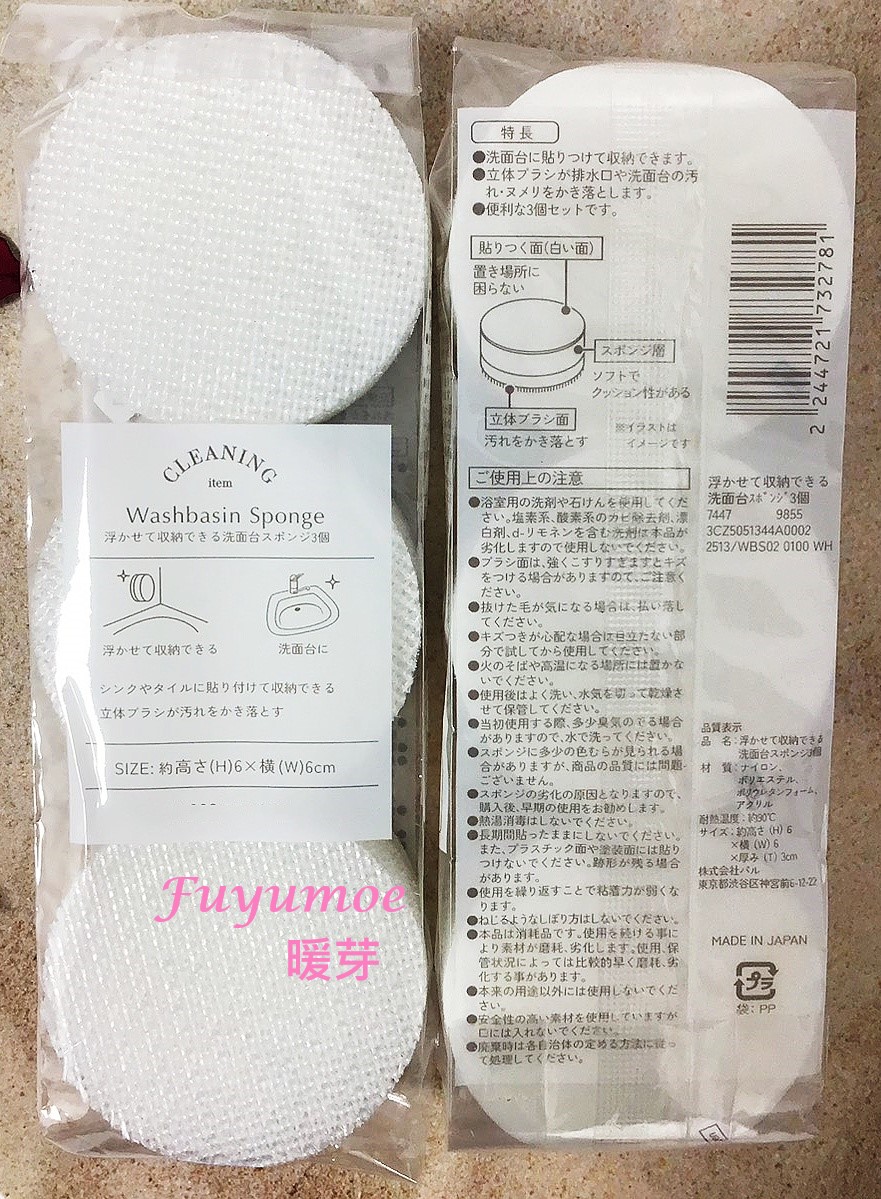 CLEANING
item
Washbasin Sponge
浮かせて収納できる洗面台スポンジ3個
浮かせて収納できる
洗面台に
シンクやタイルに貼り付けて収納できる
立体ブラシが汚れをかき落とす
SIZE: 約高さ(H)6×横(W)6cm
Fuyumoe
暖芽
特長
●洗面台に貼りつけて収納できます。
●立体ブラシが排水口や洗面台の汚
れ・ヌメリをかき落とします。
●便利な3個セットです。
貼りつく面(白い面)
置き場所に
困らない
スポンジ層
ソフトで
クッション性がある
立体ブラシ面
汚れをかき落とす
※イラストは
イメージです
ご使用上の注意
●浴室用の洗剤や石けんを使用してくだ
さい。塩素系、酸素系のカビ除去剤、漂
白剤、d-リモネンを含む洗剤は本品が
劣化しますので使用しないでください。
●ブラシ面は、強くこすりすぎますとキズ
をつける場合がありますので、ご注意く
ださい。
●抜けた毛が気になる場合は、払い落し
てください。
●キズつきが心配な場合は目立たない部
分で試してから使用してください。
●火のそばや高温になる場所には置かな
いでください。
●使用後はよく洗い、水気を切って乾燥さ
せて保管してください。
●当初使用する際、多少臭気のでる場合
がありますので、水で洗ってください。
●スポンジに多少の色むらが見られる場
合がありますが、商品の品質には問題
ございません。
●スポンジの劣化の原因となりますので、
購入後、早期の使用をお勧めします。
●熱湯消毒はしないでください。
●長期間貼ったままにしないでください。
また、プラスチック面や塗装面には貼り
つけないでください。跡形が残る場合
があります。
●使用を繰り返すことで粘着力が弱くな
ります。
●ねじるようなしぼり方はしないでください。
●本品は消耗品です。使用を続ける事に
より素材が磨耗、劣化します。使用、保
管状況によっては比較的早く磨耗、劣
化する事があります。
●本来の用途以外には使用しないでくだ
さい。
●安全性の高い素材を使用していますが
口には入れないでください。
●廃棄時は各自治体の定める方法に従っ
て処理してください。
2 244721 732781
浮かせて収納できる
洗面台ｽﾎﾟﾝｼﾞ3個
7447 9855
3CZ5051344A0002
2513/WBS02 0100 WH
品質表示
品 名:浮かせて収納できる
洗面台スポンジ3個
材 質:ナイロン、
ポリエステル、
ポリウレタンフォーム、
アクリル
耐熱温度:約90℃
サイズ:約高さ(H) 6
×横(W) 6
×厚み(T) 3cm
株式会社パル
東京都渋谷区神宮前6-12-22
MADE IN JAPAN
プラ
袋:PP